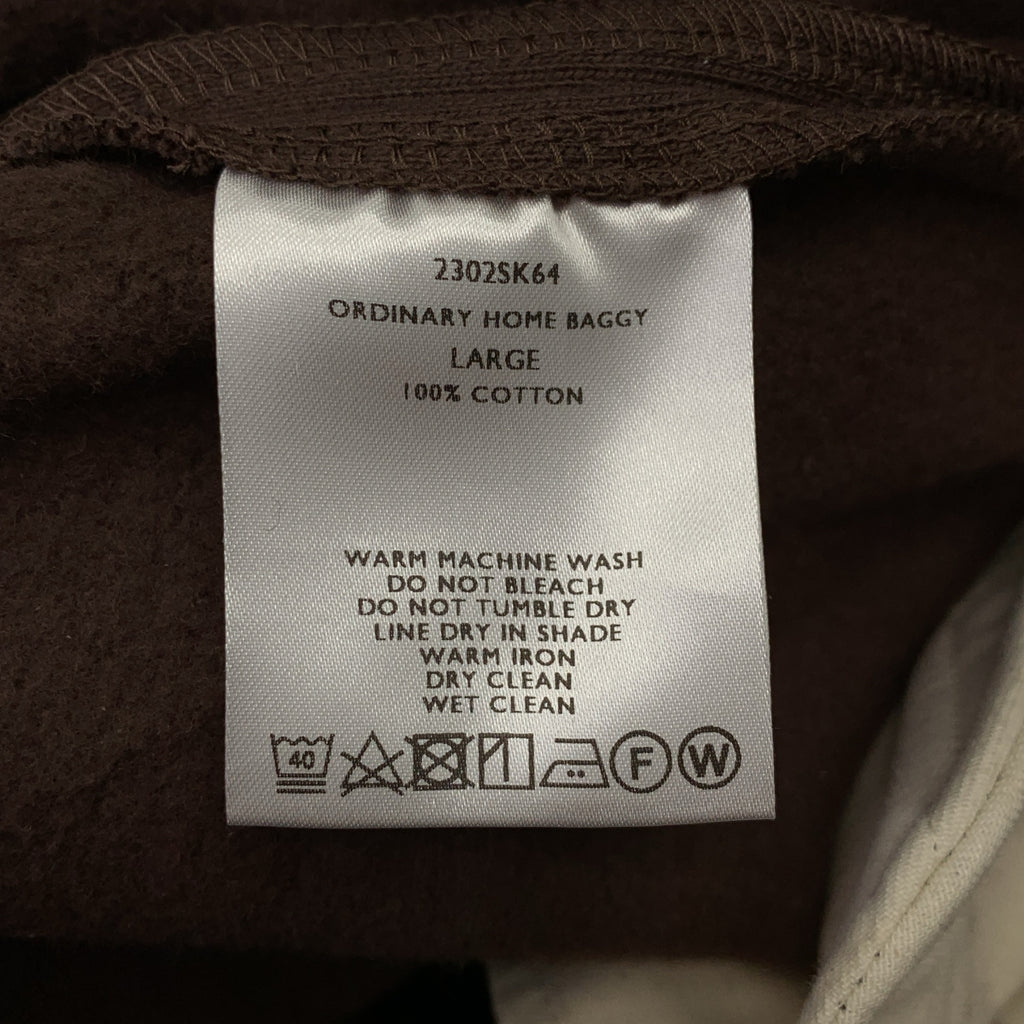 2302SK64
ORDINARY HOME BAGGY
LARGE
100% COTTON
WARM MACHINE WASH
DO NOT BLEACH
DO NOT TUMBLE DRY
LINE DRY IN SHADE
WARM IRON
DRY CLEAN
WET CLEAN
40 F W